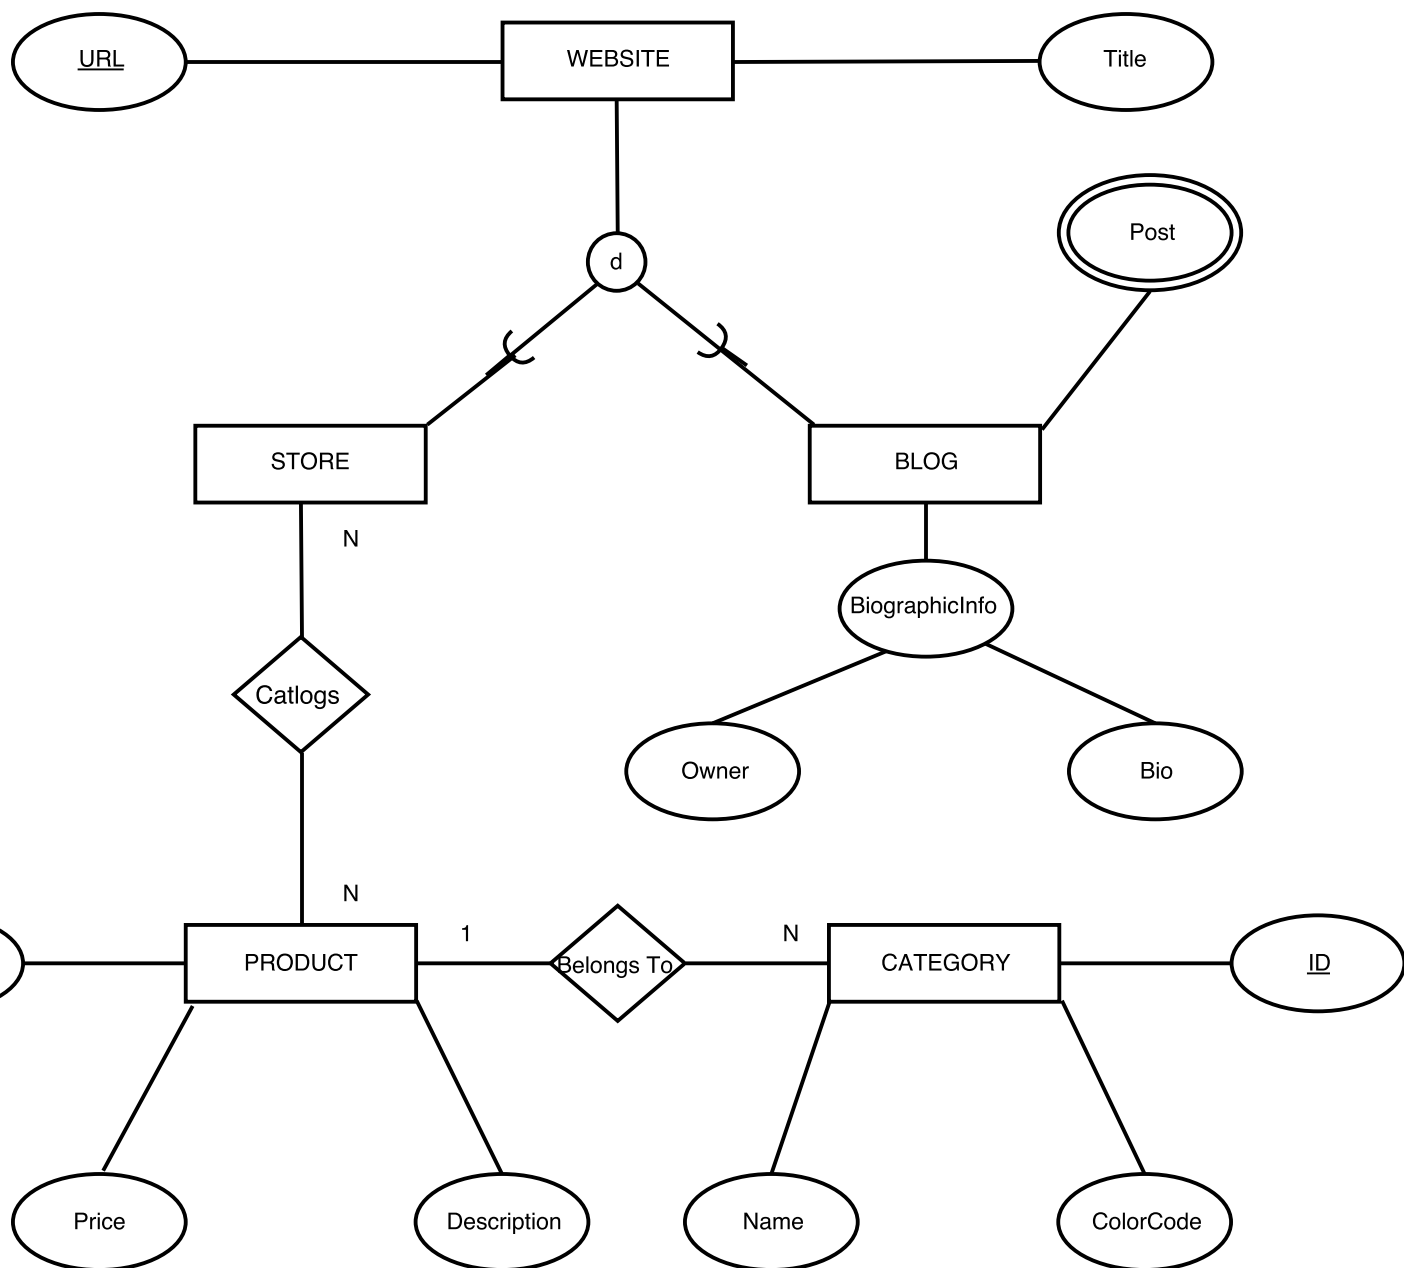 URL
WEBSITE
Title
Post
d
STORE
BLOG
N
BiographicInfo
Catlogs
Owner
Bio
N
1
N
PRODUCT
Belongs To
CATEGORY
ID
Price
Description
Name
ColorCode